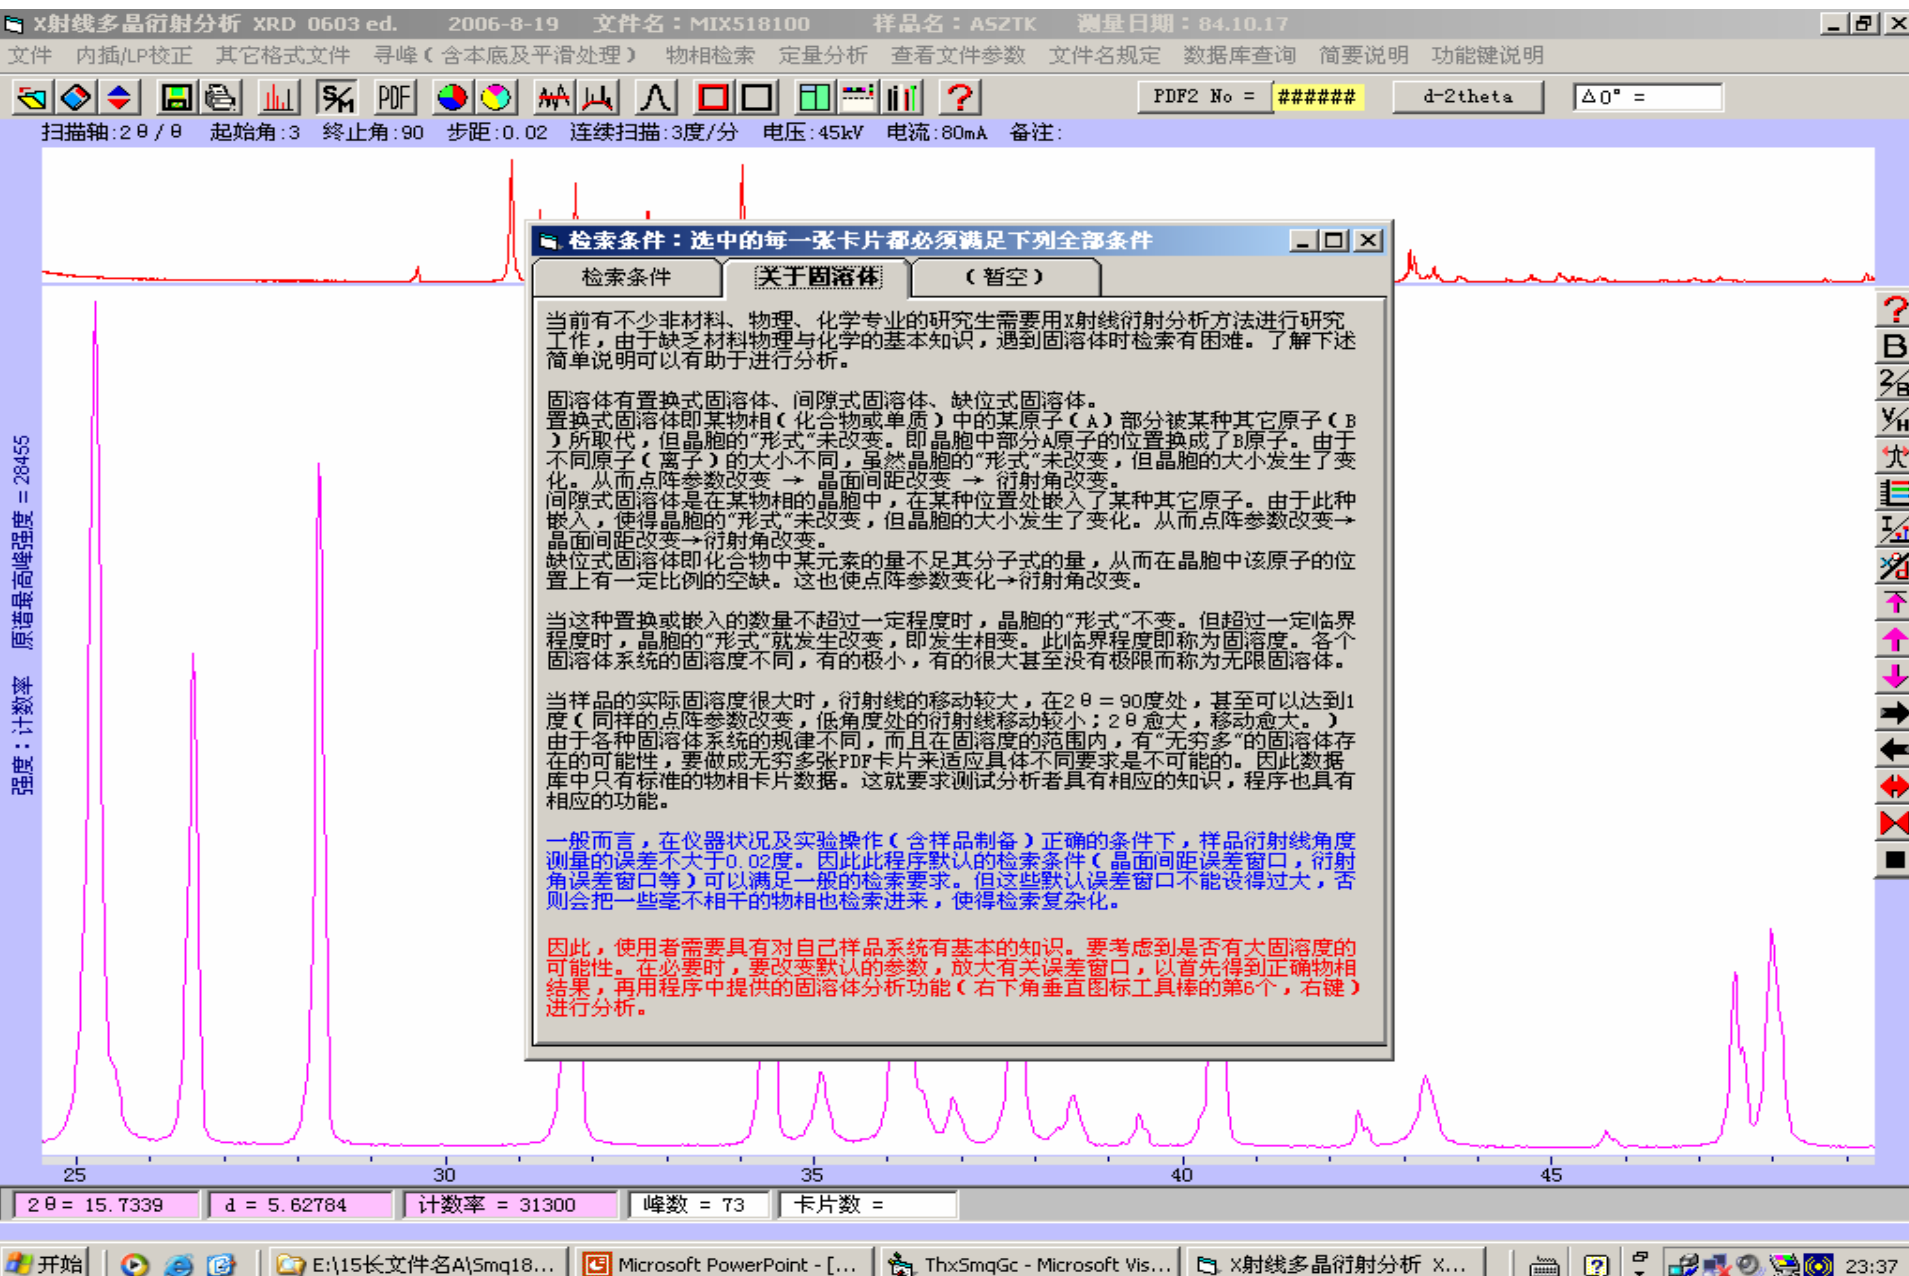 X射线多晶衍射分析 XRD 0603 ed. 2006-8-19 文件名：MIX518100 样品名：ASZTK 测量日期：84.10.17
文件 内插/LP校正 其它格式文件 寻峰（含本底及平滑处理） 物相检索 定量分析 查看文件参数 文件名规定 数据库查询 简要说明 功能键说明
PDF PDF2 No = ###### d-2theta △0° =
扫描轴:2θ/θ 起始角:3 终止角:90 步距:0.02 连续扫描:3度/分 电压:45kV 电流:80mA 备注:
检索条件：选中的每一张卡片都必须满足下列全部条件
检索条件 关于固溶体 （暂空）
当前有不少非材料、物理、化学专业的研究生需要用X射线衍射分析方法进行研究
工作，由于缺乏材料物理与化学的基本知识，遇到固溶体时检索有困难。了解下述
简单说明可以有助于进行分析。
固溶体有置换式固溶体、间隙式固溶体、缺位式固溶体。
置换式固溶体即某物相（化合物或单质）中的某原子（A）部分被某种其它原子（B
）所取代，但晶胞的“形式”未改变。即晶胞中部分A原子的位置换成了B原子。由于
不同原子（离子）的大小不同，虽然晶胞的“形式”未改变，但晶胞的大小发生了变
化。从而点阵参数改变 → 晶面间距改变 → 衍射角改变。
间隙式固溶体是在某物相的晶胞中，在某种位置处嵌入了某种其它原子。由于此种
嵌入，使得晶胞的“形式”未改变，但晶胞的大小发生了变化。从而点阵参数改变→
晶面间距改变→衍射角改变。
缺位式固溶体即化合物中某元素的量不足其分子式的量，从而在晶胞中该原子的位
置上有一定比例的空缺。这也使点阵参数变化→衍射角改变。
当这种置换或嵌入的数量不超过一定程度时，晶胞的“形式”不变。但超过一定临界
程度时，晶胞的“形式”就发生改变，即发生相变。此临界程度即称为固溶度。各个
固溶体系统的固溶度不同，有的极小，有的很大甚至没有极限而称为无限固溶体。
当样品的实际固溶度很大时，衍射线的移动较大，在2θ＝90度处，甚至可以达到1
度（同样的点阵参数改变，低角度处的衍射线移动较小；2θ愈大，移动愈大。）
由于各种固溶体系统的规律不同，而且在固溶度的范围内，有“无穷多”的固溶体存
在的可能性，要做成无穷多张PDF卡片来适应具体不同要求是不可能的。因此数据
库中只有标准的物相卡片数据。这就要求测试分析者具有相应的知识，程序也具有
相应的功能。
一般而言，在仪器状况及实验操作（含样品制备）正确的条件下，样品衍射线角度
测量的误差不大于0.02度。因此此程序默认的检索条件（晶面间距误差窗口，衍射
角误差窗口等）可以满足一般的检索要求。但这些默认误差窗口不能设得过大，否
则会把一些毫不相干的物相也检索进来，使得检索复杂化。
因此，使用者需要具有对自己样品系统有基本的知识。要考虑到是否有大固溶度的
可能性。在必要时，要改变默认的参数，放大有关误差窗口，以首先得到正确物相
结果，再用程序中提供的固溶体分析功能（右下角垂直图标工具棒的第6个，右键）
进行分析。
强度：计数率 原谱最高峰强度 = 28455
25 30 35 40 45
2θ= 15.7339 d = 5.62784 计数率 = 31300 峰数 = 73 卡片数 =
开始 E:\15长文件名A\Smq18... Microsoft PowerPoint - [... ThxSmqGc - Microsoft Vis... X射线多晶衍射分析 X... 23:37